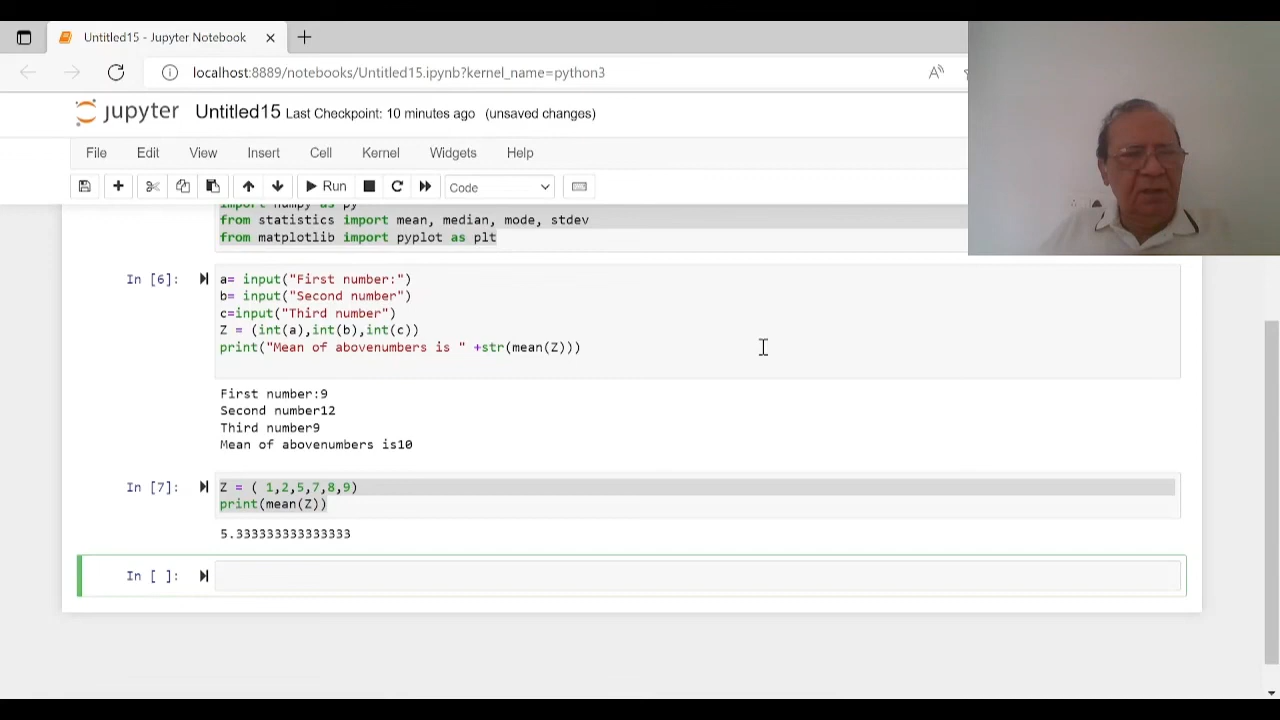 Untitled15 - Jupyter Notebook
localhost:8889/notebooks/Untitled15.ipynb?kernel_name=python3
jupyter Untitled15 Last Checkpoint: 10 minutes ago (unsaved changes)
File Edit View Insert Cell Kernel Widgets Help
Run Code
import numpy as py
from statistics import mean, median, mode, stdev
from matplotlib import pyplot as plt
In [6]: a= input("First number:")
b= input("Second number")
c=input("Third number")
Z = (int(a),int(b),int(c))
print("Mean of abovenumbers is " +str(mean(Z)))
First number:9
Second number12
Third number9
Mean of abovenumbers is10
In [7]: Z = ( 1,2,5,7,8,9)
print(mean(Z))
5.333333333333333
In [ ]: